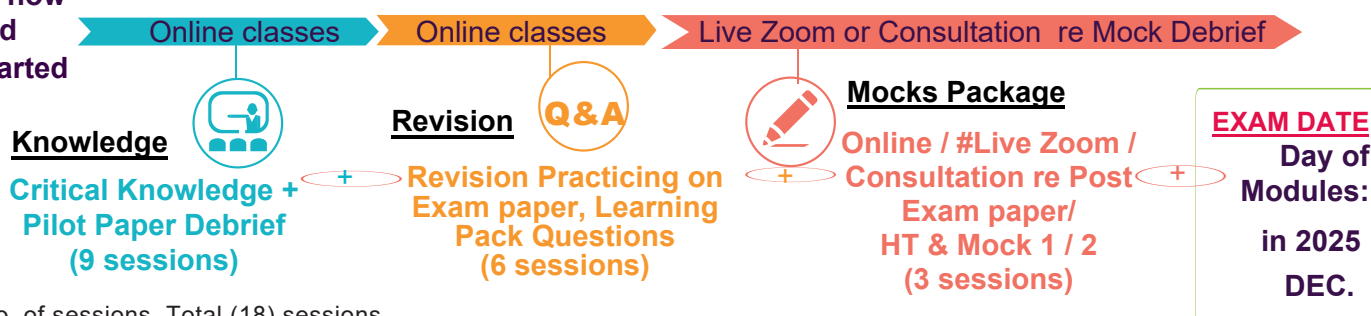 now
d
arted
Online classes
Online classes
Live Zoom or Consultation re Mock Debrief
Knowledge
Critical Knowledge +
Pilot Paper Debrief
(9 sessions)
+
Revision
Q&A
Revision Practicing on
Exam paper, Learning
Pack Questions
(6 sessions)
+
Mocks Package
Online / #Live Zoom /
Consultation re Post
Exam paper/
HT & Mock 1 / 2
(3 sessions)
+
EXAM DATE
Day of
Modules:
in 2025
DEC.
o. of sessions Total (18) sessions